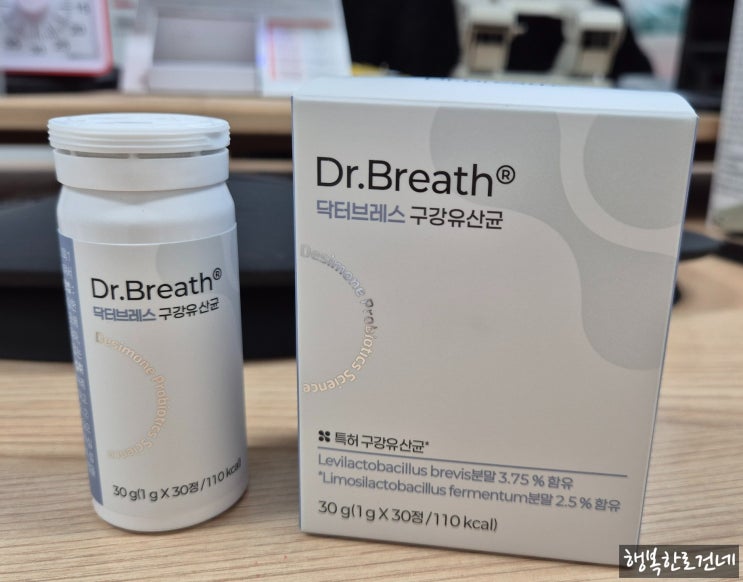 Dr.Breath®
닥터브레스 구강유산균
Desimone Probiotics Science
30 g(1 g X 30정/110 kcal)
Dr.Breath®
닥터브레스 구강유산균
Desimone Probiotics Science
특허 구강유산균*
Levilactobacillus brevis분말 3.75 % 함유
*Limosilactobacillus fermentum분말 2.5 % 함유
30 g(1 g X 30정/110 kcal)
행복한로건네